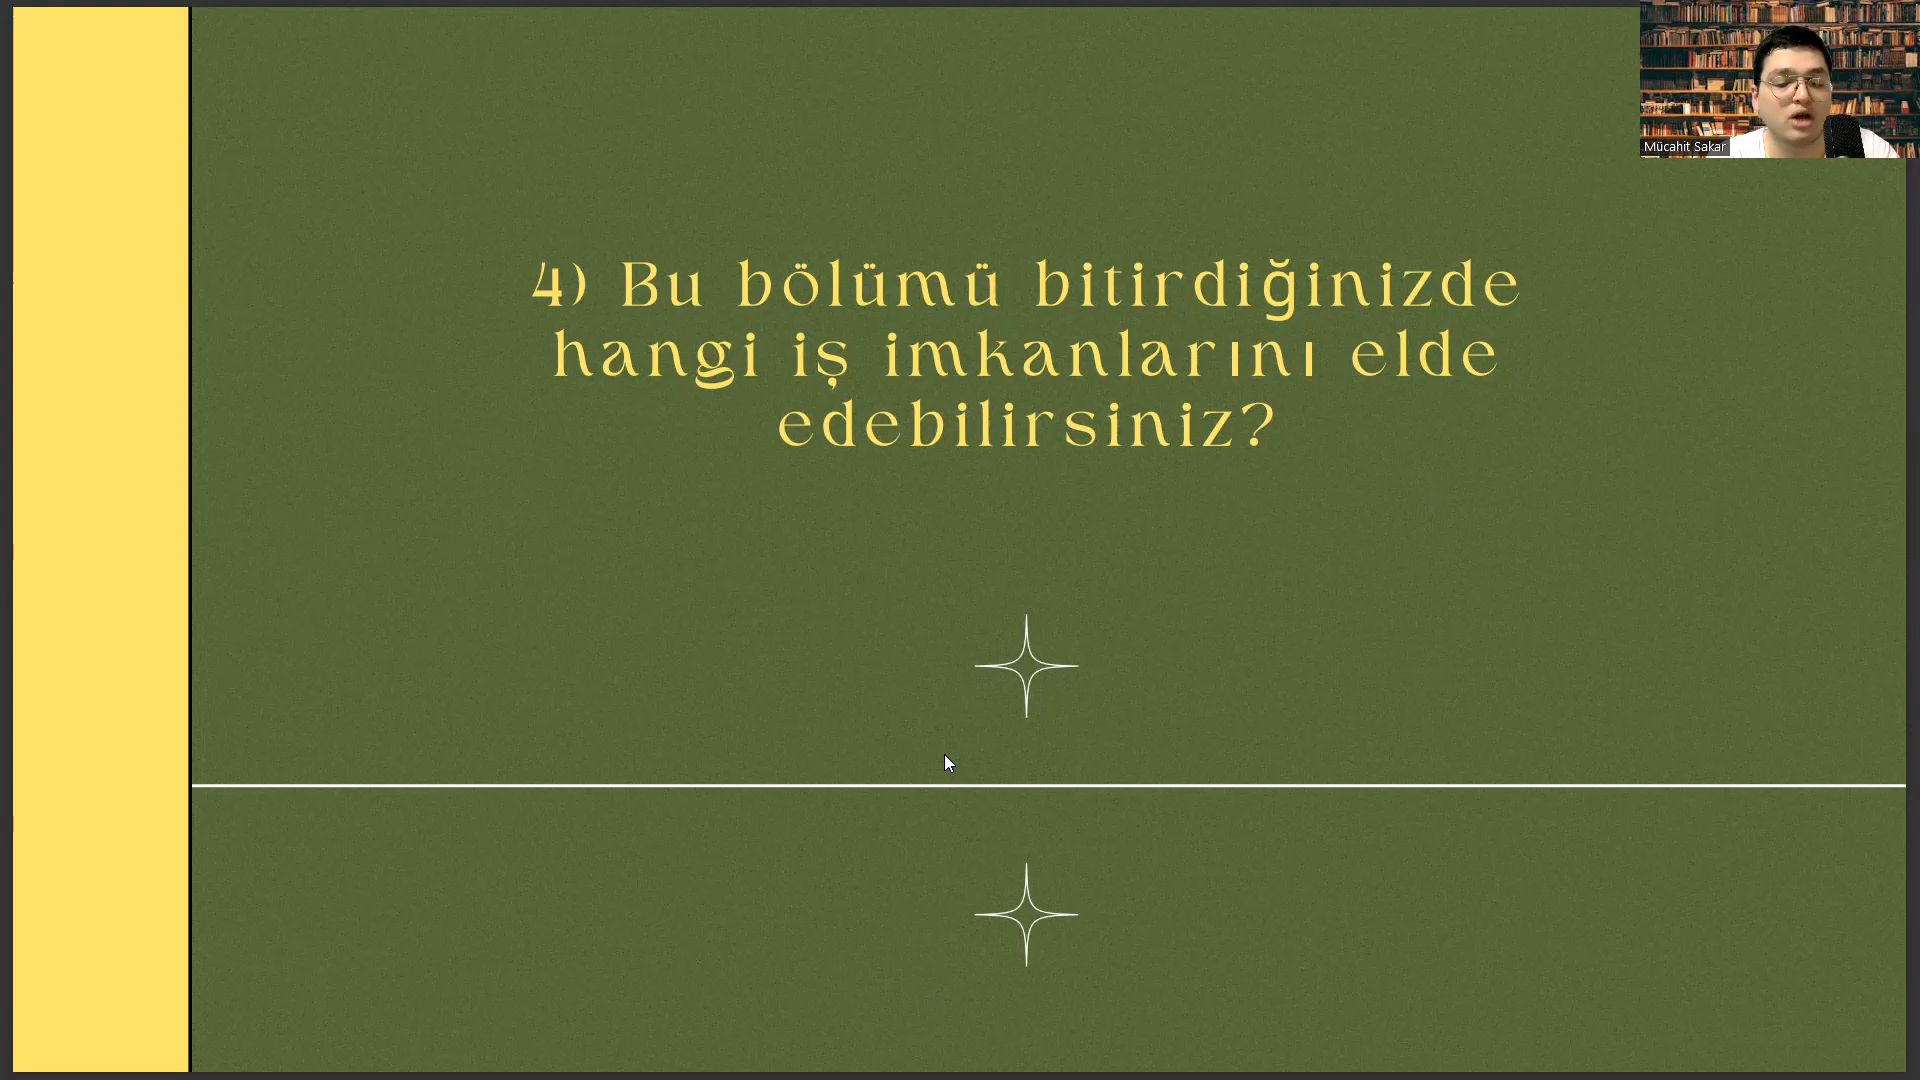 Mücahit Sakar
4) Bu bölümü bitirdiğinizde
hangi iş imkanlarını elde
edebilirsiniz?